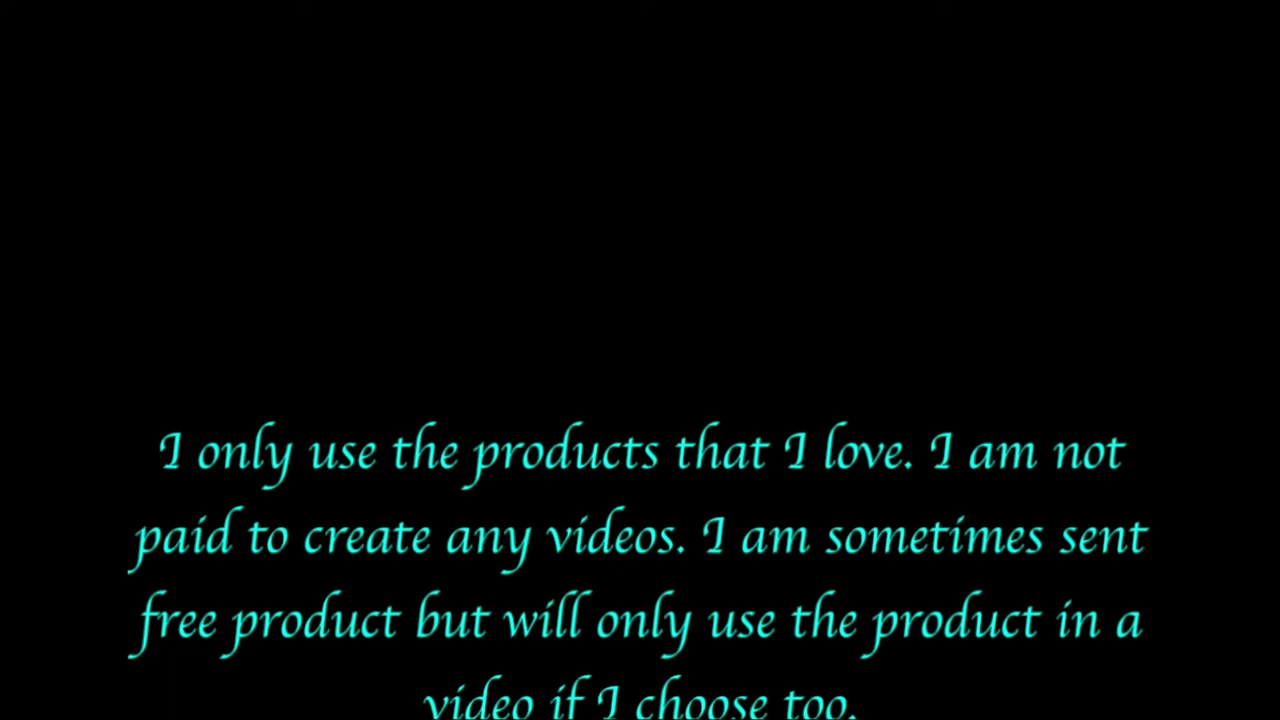 I only use the products that I love. I am not
paid to create any videos. I am sometimes sent
free product but will only use the product in a
video if I choose too.